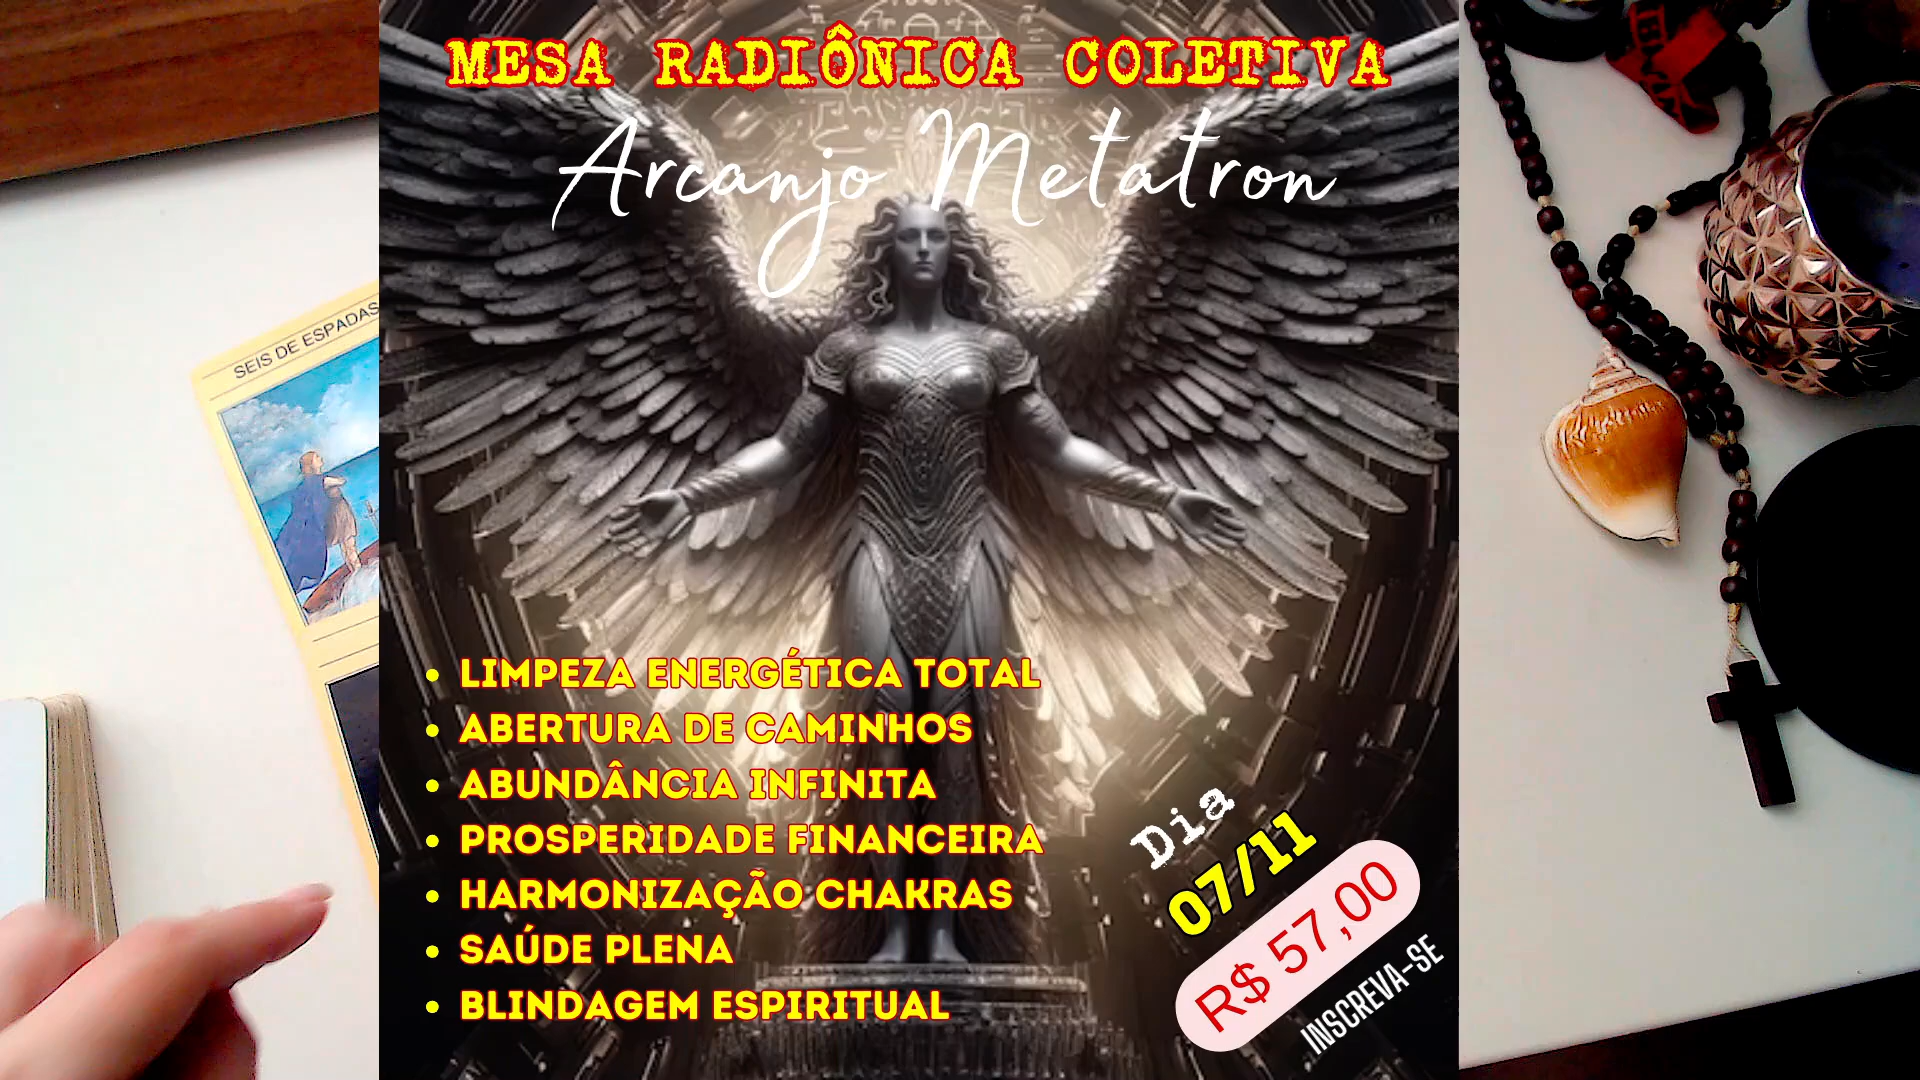 MESA RADIÔNICA COLETIVA
Arcanjo Metatron
SEIS DE ESPADAS
LIMPEZA ENERGÉTICA TOTAL
ABERTURA DE CAMINHOS
ABUNDÂNCIA INFINITA
PROSPERIDADE FINANCEIRA
HARMONIZAÇÃO CHAKRAS
SAÚDE PLENA
BLINDAGEM ESPIRITUAL
Dia
07/11
R$ 57,00
INSCREVA-SE